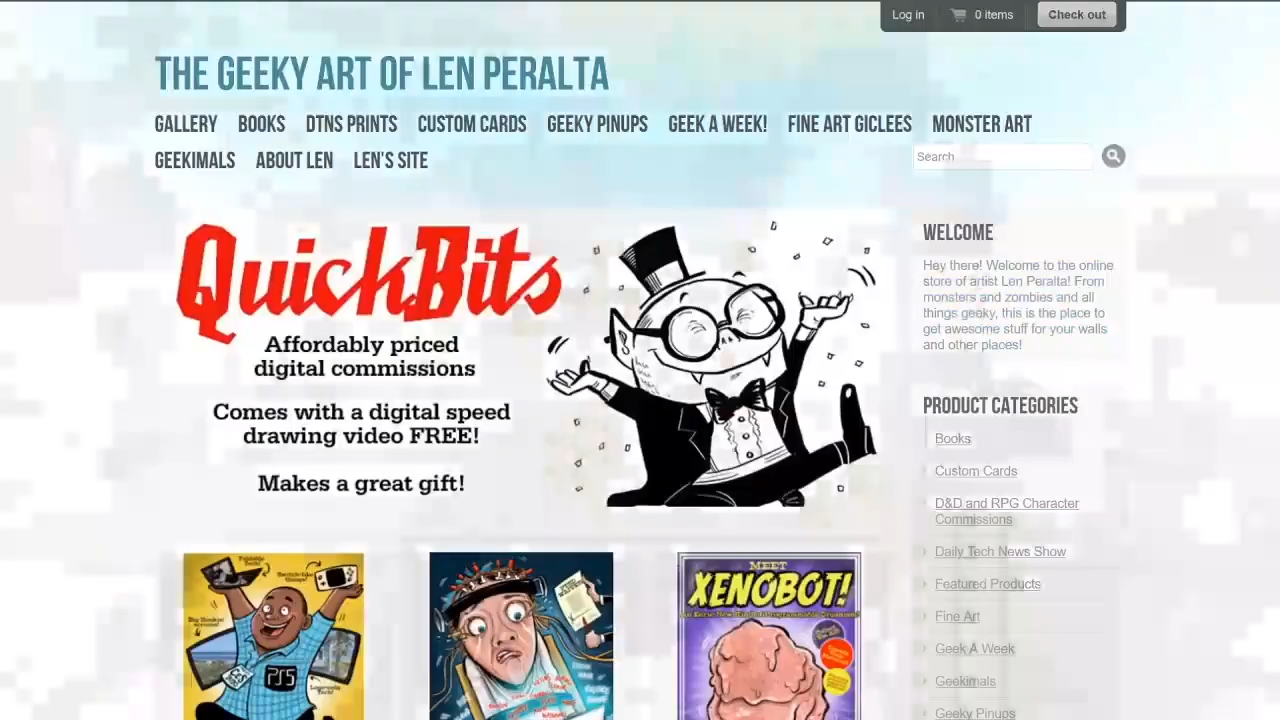 Log in
0 items
Check out
THE GEEKY ART OF LEN PERALTA
GALLERY BOOKS DTNS PRINTS CUSTOM CARDS GEEKY PINUPS GEEK A WEEK! FINE ART GICLEES MONSTER ART
GEEKIMALS ABOUT LEN LEN'S SITE
Search
QuickBits
Affordably priced
digital commissions
Comes with a digital speed
drawing video FREE!
Makes a great gift!
WELCOME
Hey there! Welcome to the online
store of artist Len Peralta! From
monsters and zombies and all
things geeky, this is the place to
get awesome stuff for your walls
and other places!
PRODUCT CATEGORIES
Books
Custom Cards
D&D and RPG Character
Commissions
Daily Tech News Show
Featured Products
Fine Art
Geek A Week
Geekimals
Geeky Pinups
PS5
MEET
XENOBOT!